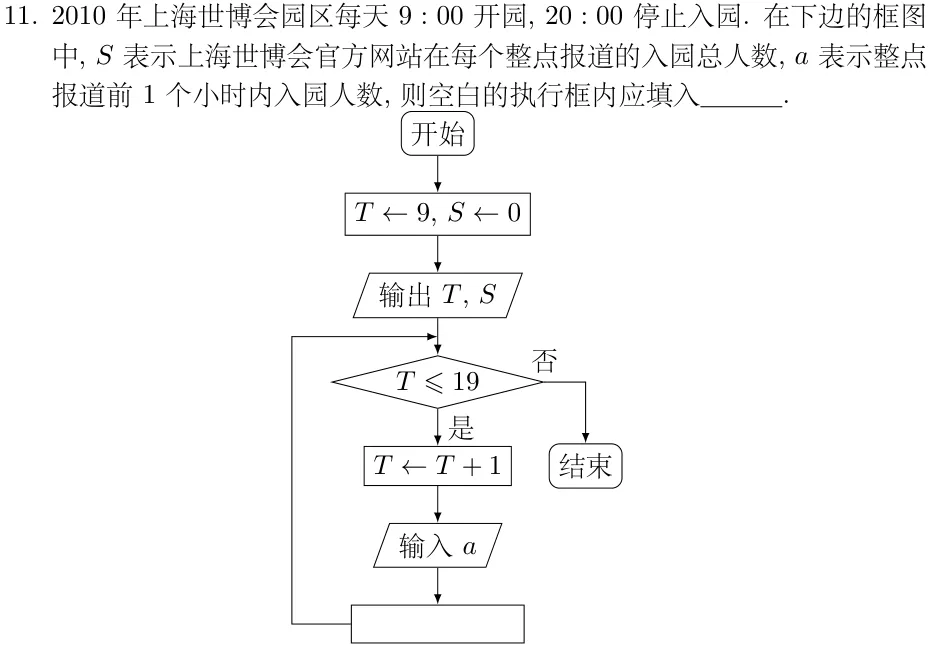 11. 2010 年上海世博会园区每天 9 : 00 开园, 20 : 00 停止入园. 在下边的框图
中, S 表示上海世博会官方网站在每个整点报道的入园总人数, a 表示整点
报道前 1 个小时内入园人数, 则空白的执行框内应填入______.
开始
T ← 9, S ← 0
输出 T, S
否
T ⩽ 19
是
T ← T + 1
结束
输入 a